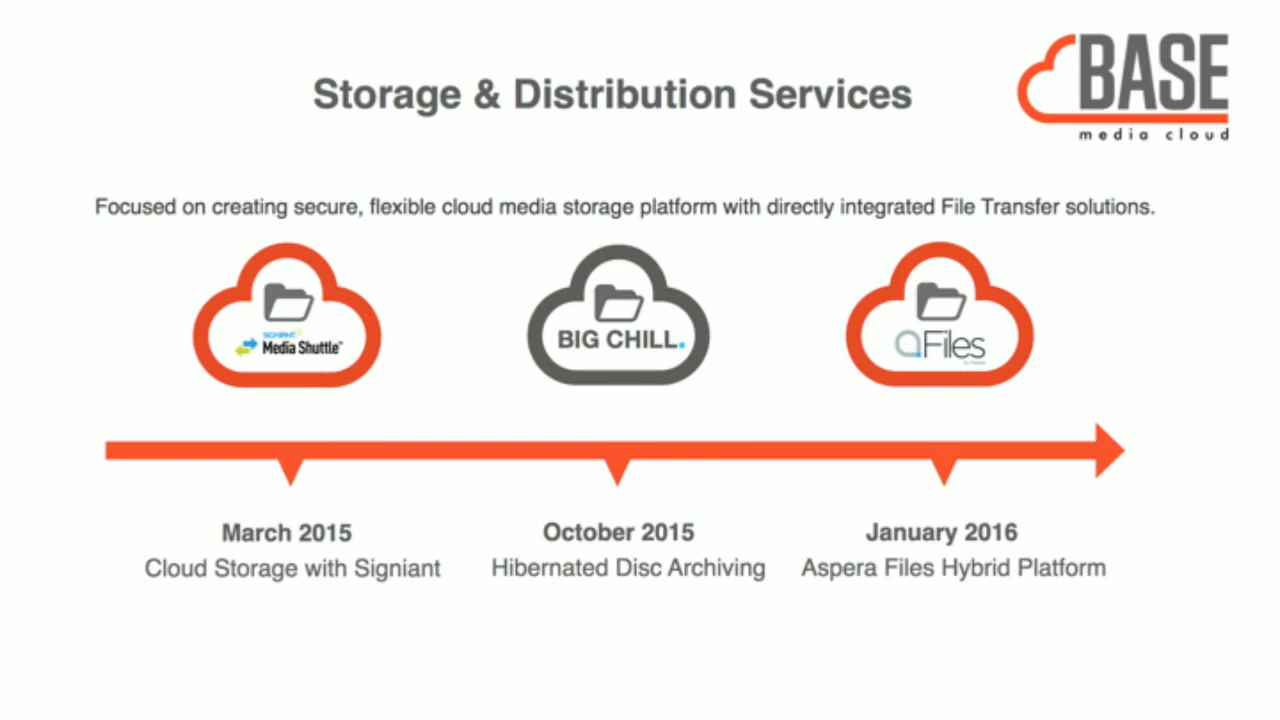 BASE
media cloud
Storage & Distribution Services
Focused on creating secure, flexible cloud media storage platform with directly integrated File Transfer solutions.
SIGNIANT
Media Shuttle™
BIG CHILL.
Files
March 2015
October 2015
January 2016
Cloud Storage with Signiant
Hibernated Disc Archiving
Aspera Files Hybrid Platform